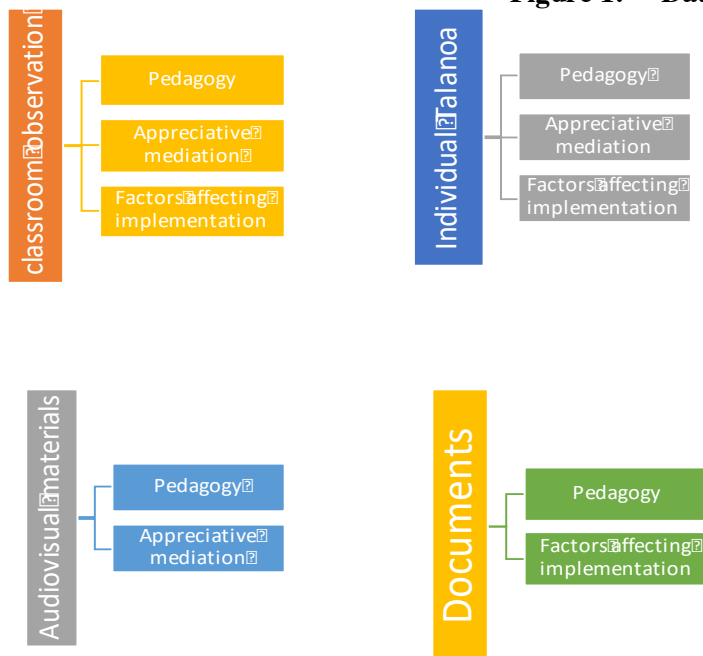 Figure 1.
classroom observation
Pedagogy
Appreciative
mediation
Factors affecting
implementation
Individual Talanoa
Pedagogy
Appreciative
mediation
Factors affecting
implementation
Audiovisual materials
Pedagogy
Appreciative
mediation
Documents
Pedagogy
Factors affecting
implementation